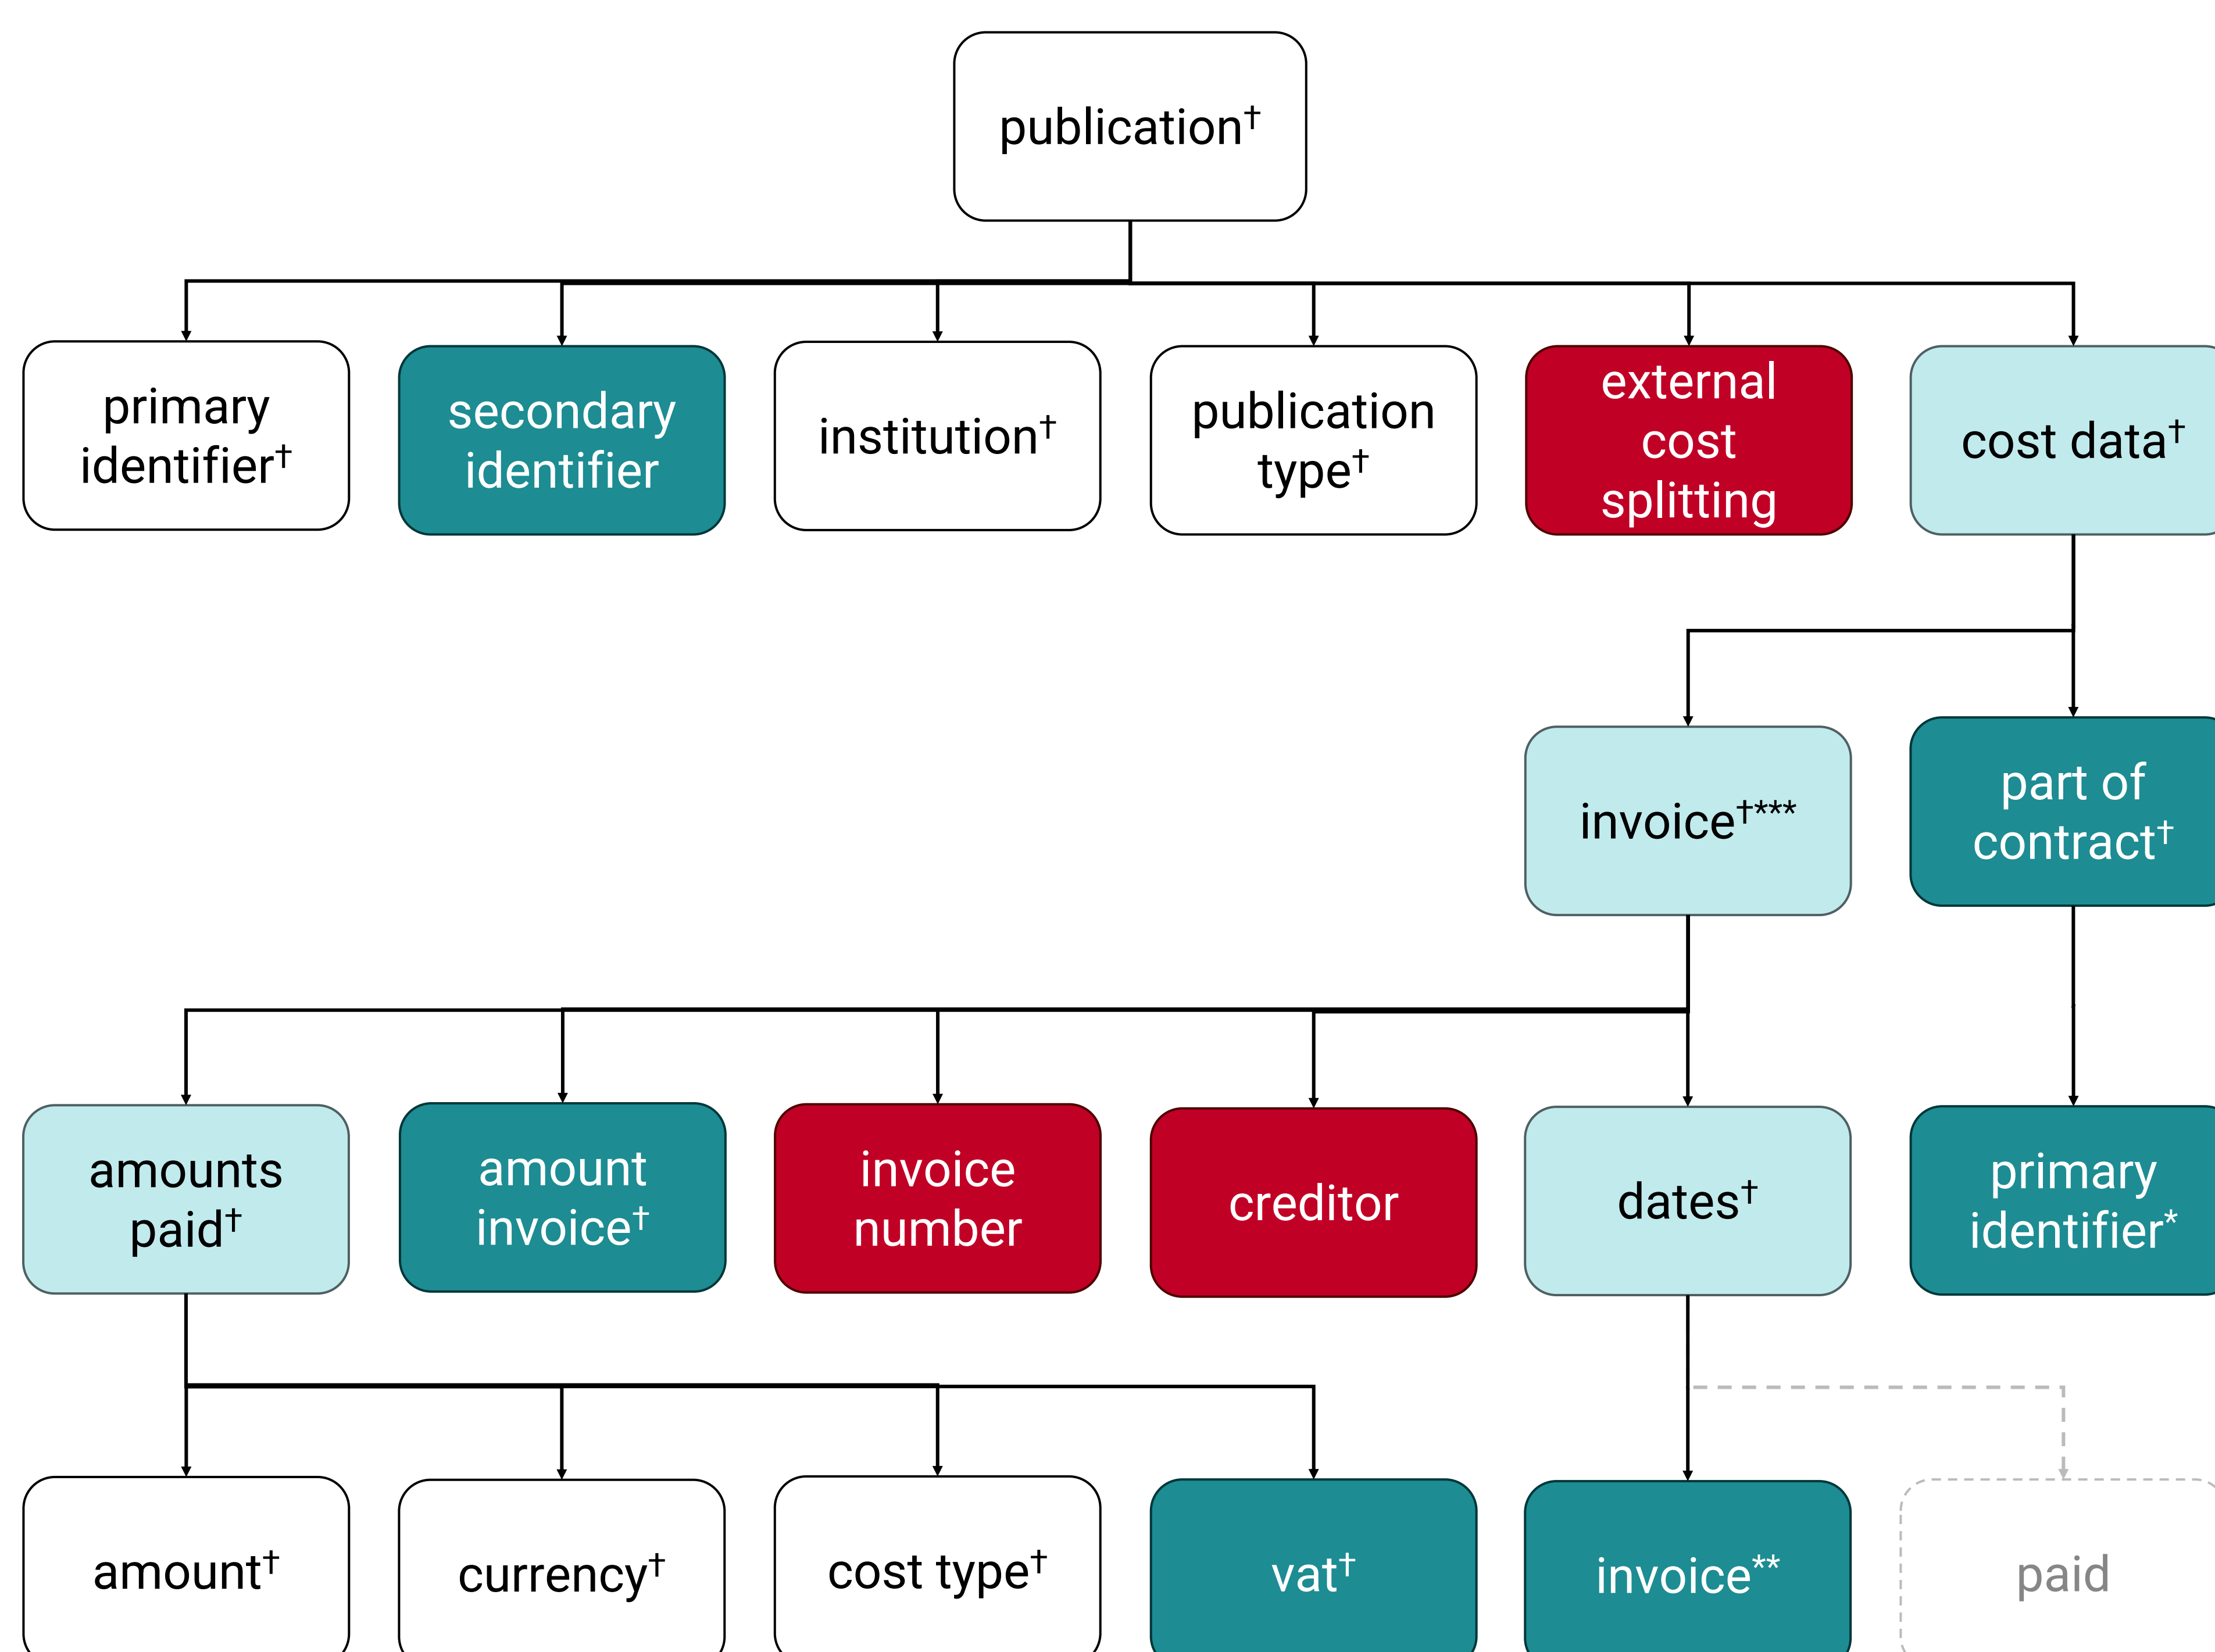 publication†
primary
identifier†
secondary
identifier
institution†
publication
type†
external
cost
splitting
cost data†
invoice†***
part of
contract†
amounts
paid†
amount
invoice†
invoice
number
creditor
dates†
primary
identifier*
amount†
currency†
cost type†
vat†
invoice**
paid